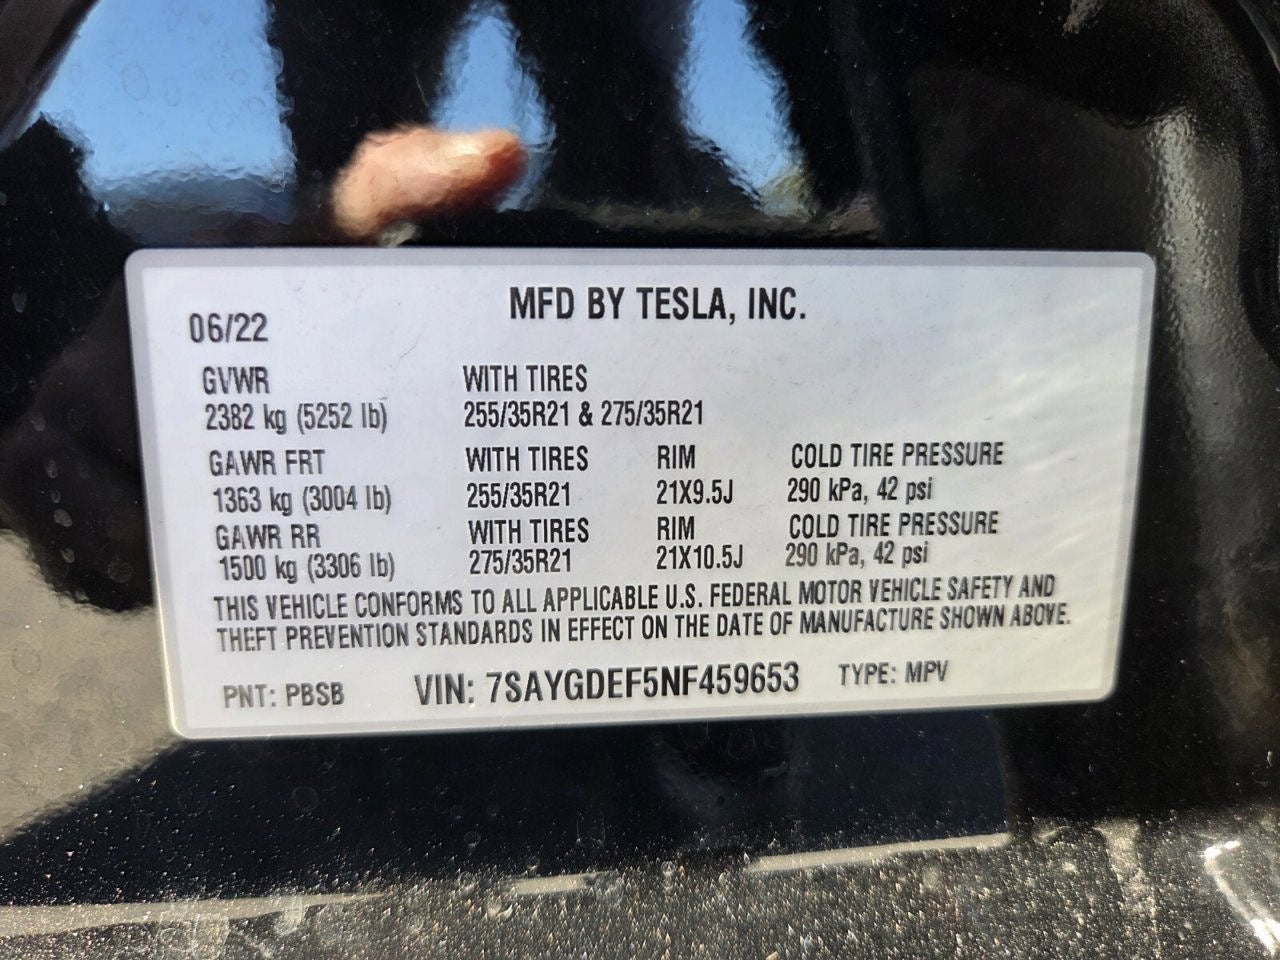 MFD BY TESLA, INC.
06/22
GVWR WITH TIRES
2382 kg (5252 lb) 255/35R21 & 275/35R21
GAWR FRT WITH TIRES RIM COLD TIRE PRESSURE
1363 kg (3004 lb) 255/35R21 21X9.5J 290 kPa, 42 psi
GAWR RR WITH TIRES RIM COLD TIRE PRESSURE
1500 kg (3306 lb) 275/35R21 21X10.5J 290 kPa, 42 psi
THIS VEHICLE CONFORMS TO ALL APPLICABLE U.S. FEDERAL MOTOR VEHICLE SAFETY AND
THEFT PREVENTION STANDARDS IN EFFECT ON THE DATE OF MANUFACTURE SHOWN ABOVE.
PNT: PBSB VIN: 7SAYGDEF5NF459653 TYPE: MPV